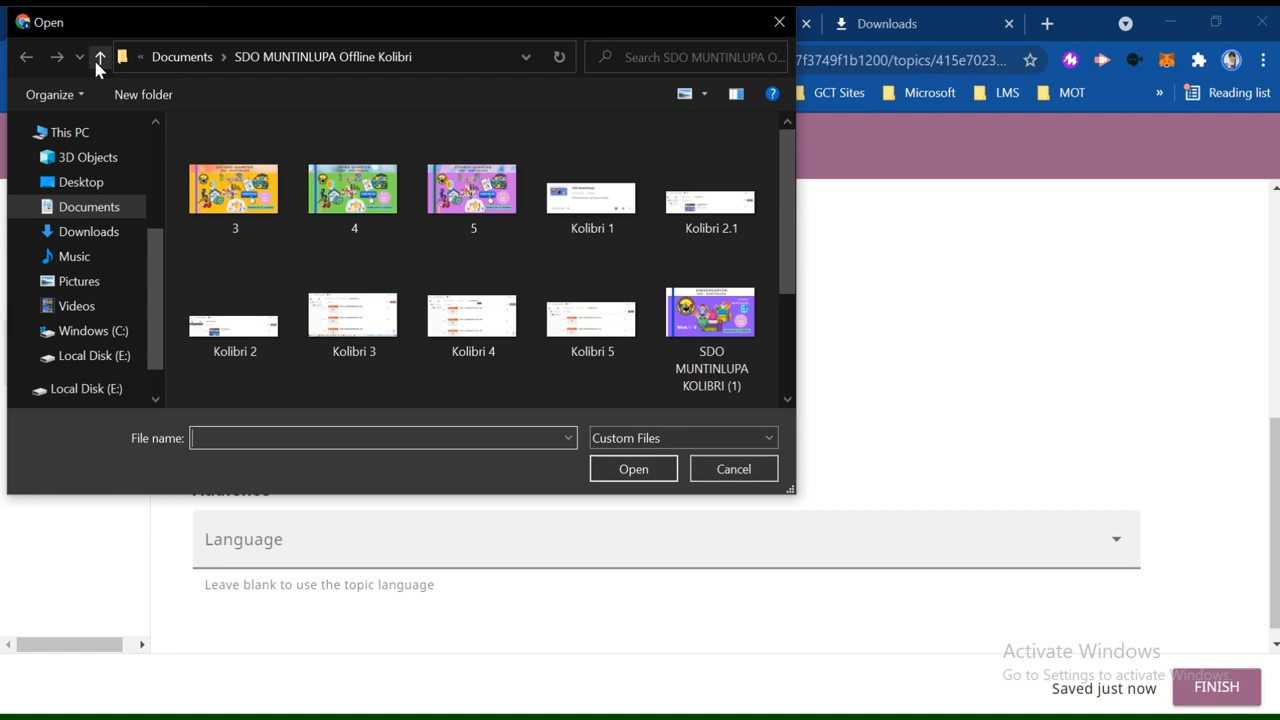 Open
Downloads
« Documents > SDO MUNTINLUPA Offline Kolibri
Search SDO MUNTINLUPA O...
7f3749f1b1200/topics/415e7023...
Organize
New folder
GCT Sites
Microsoft
LMS
MOT
»
Reading list
This PC
3D Objects
Desktop
Documents
Downloads
Music
Pictures
Videos
Windows (C:)
Local Disk (E:)
Local Disk (E:)
3
4
5
Kolibri 1
Kolibri 2.1
Kolibri 2
Kolibri 3
Kolibri 4
Kolibri 5
SDO
MUNTINLUPA
KOLIBRI (1)
File name:
Custom Files
Open
Cancel
Audience
Language
Leave blank to use the topic language
Activate Windows
Go to Settings to activate Windows.
Saved just now
FINISH